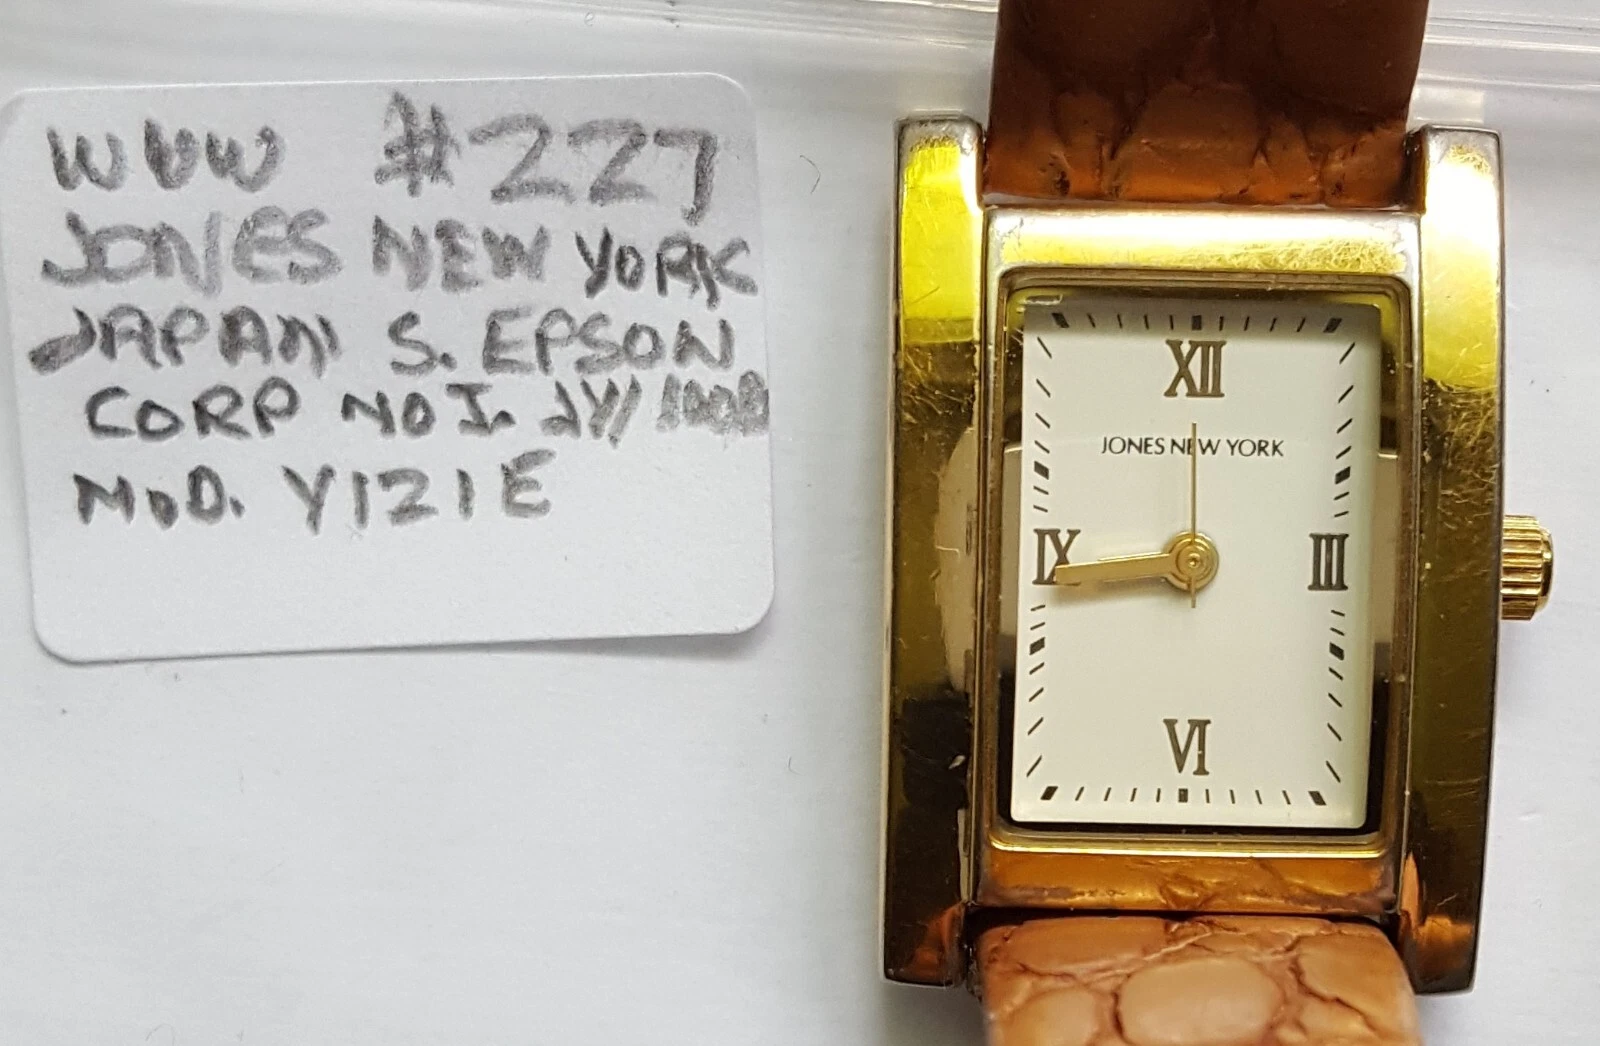 WWW #227
JONES NEW YORK
JAPAN S. EPSON
CORP NO J.
MOD. Y121E
XII
JONES NEW YORK
IX
III
VI